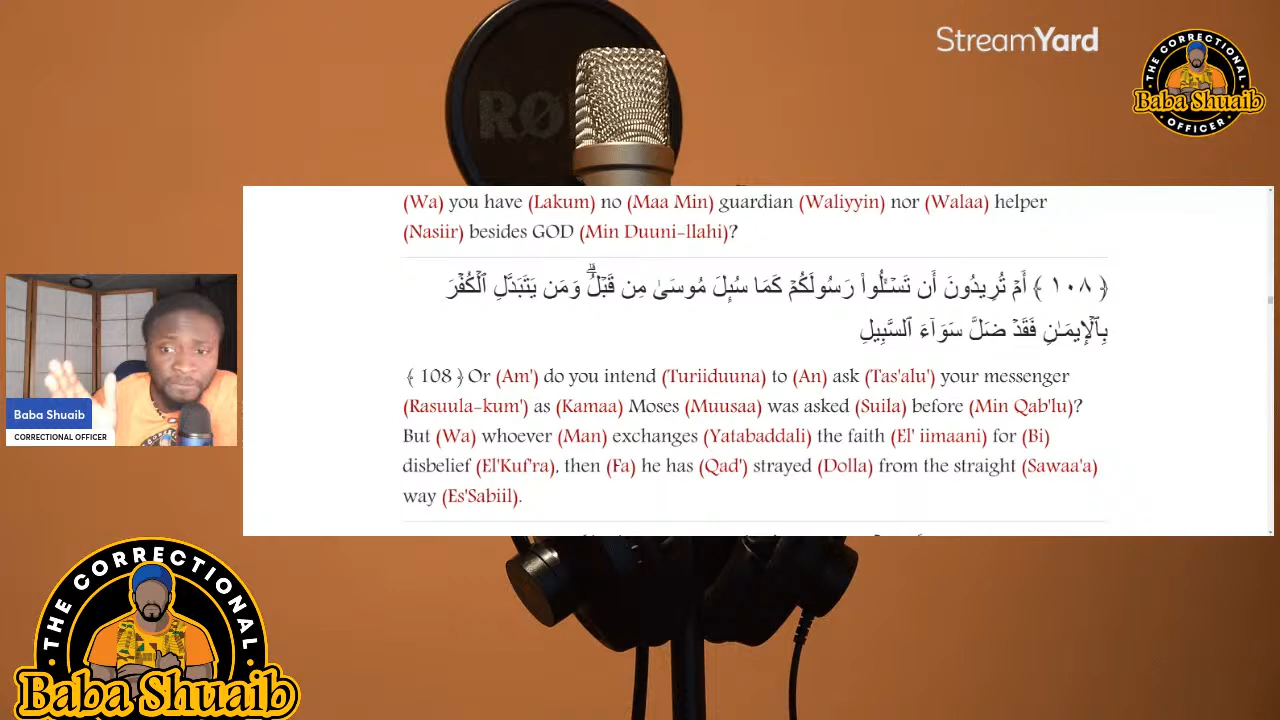 StreamYard
THE CORRECTIONAL
Baba Shuaib
OFFICER
RØ
(Wa) you have (Lakum) no (Maa Min) guardian (Waliyyin) nor (Walaa) helper
(Nasiir) besides GOD (Min Duuni-llahi)?
﴿ ١٠٨ ﴾ أَمۡ تُرِيدُونَ أَن تَسۡـَٔلُواْ رَسُولَكُمۡ كَمَا سُئِلَ مُوسَىٰ مِن قَبۡلُۗ وَمَن يَتَبَدَّلِ ٱلۡكُفۡرَ
بِٱلۡإِيمَـٰنِ فَقَدۡ ضَلَّ سَوَآءَ ٱلسَّبِيلِ
﴾ 108 ﴿ Or (Am') do you intend (Turiiduuna) to (An) ask (Tas'alu') your messenger
(Rasuula-kum') as (Kamaa) Moses (Muusaa) was asked (Suila) before (Min Qab'lu)?
But (Wa) whoever (Man) exchanges (Yatabaddali) the faith (El' iimaani) for (Bi)
disbelief (El'Kuf'ra), then (Fa) he has (Qad') strayed (Dolla) from the straight (Sawaa'a)
way (Es'Sabiil).
Baba Shuaib
CORRECTIONAL OFFICER
THE CORRECTIONAL
Baba Shuaib